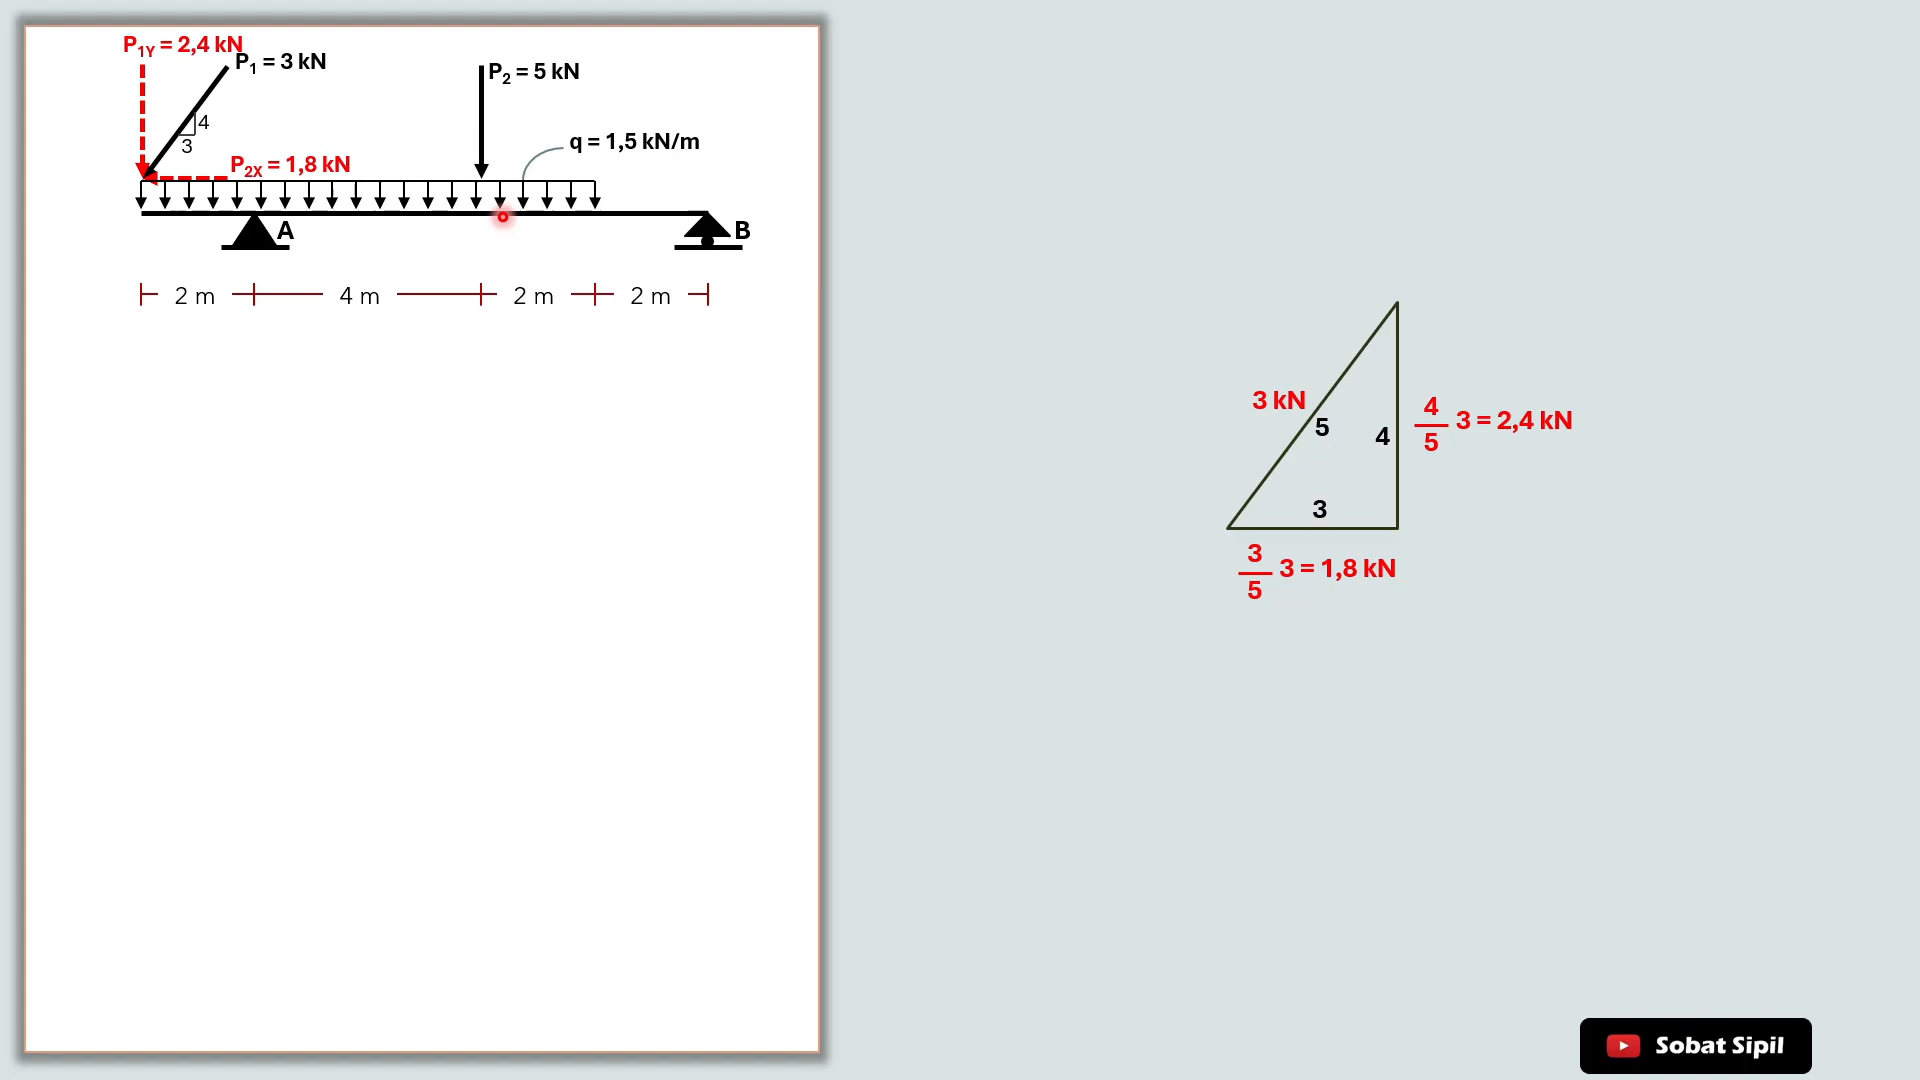 P1Y = 2,4 kN
P1 = 3 kN
P2 = 5 kN
4
3
q = 1,5 kN/m
P2X = 1,8 kN
A
B
2 m
4 m
2 m
2 m
3 kN
5
4
4
5
3 = 2,4 kN
3
3
5
3 = 1,8 kN
Sobat Sipil